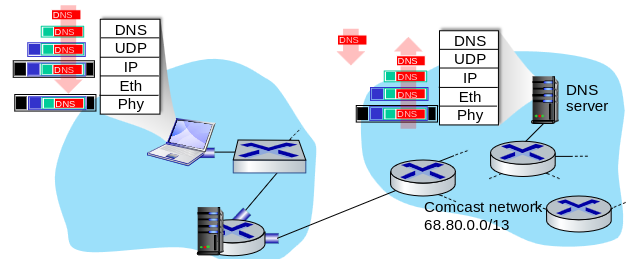 DNS
DNS
DNS
DNS
DNS
DNS
UDP
IP
Eth
Phy
DNS
DNS
DNS
DNS
DNS
DNS
UDP
IP
Eth
Phy
DNS
server
Comcast network
68.80.0.0/13